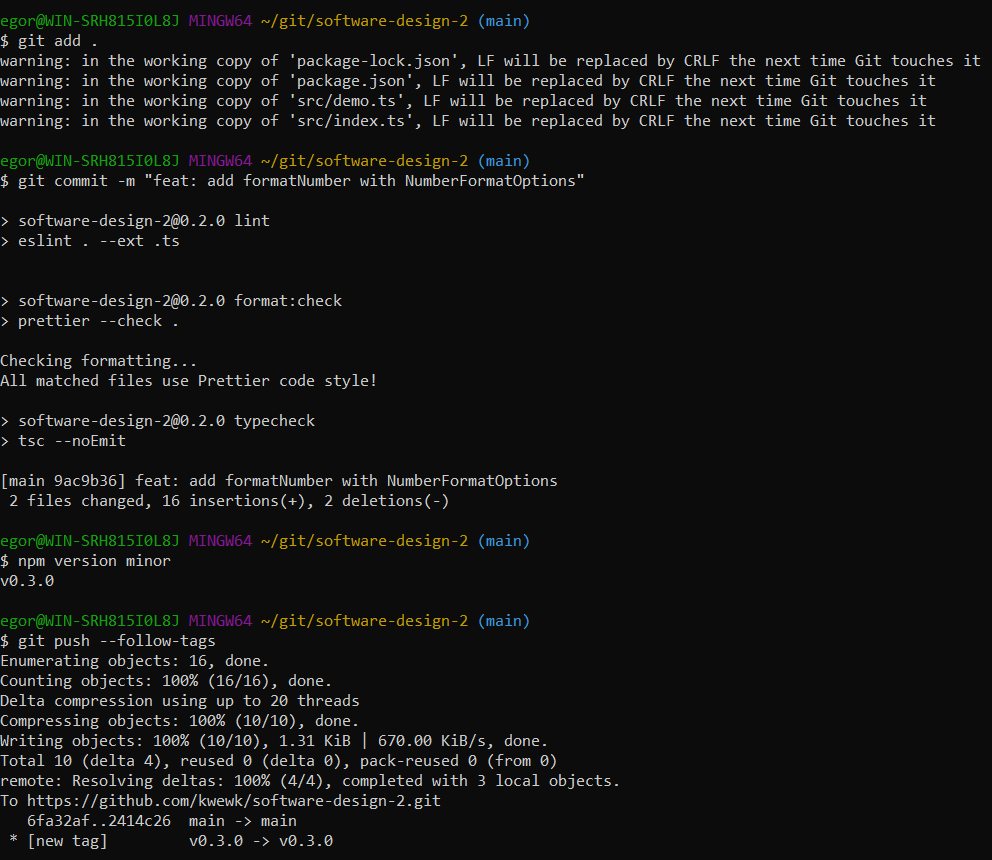 egor@WIN-SRH815I0L8J MINGW64 ~/git/software-design-2 (main)
$ git add .
warning: in the working copy of 'package-lock.json', LF will be replaced by CRLF the next time Git touches it
warning: in the working copy of 'package.json', LF will be replaced by CRLF the next time Git touches it
warning: in the working copy of 'src/demo.ts', LF will be replaced by CRLF the next time Git touches it
warning: in the working copy of 'src/index.ts', LF will be replaced by CRLF the next time Git touches it
egor@WIN-SRH815I0L8J MINGW64 ~/git/software-design-2 (main)
$ git commit -m "feat: add formatNumber with NumberFormatOptions"
> software-design-2@0.2.0 lint
> eslint . --ext .ts
> software-design-2@0.2.0 format:check
> prettier --check .
Checking formatting...
All matched files use Prettier code style!
> software-design-2@0.2.0 typecheck
> tsc --noEmit
[main 9ac9b36] feat: add formatNumber with NumberFormatOptions
 2 files changed, 16 insertions(+), 2 deletions(-)
egor@WIN-SRH815I0L8J MINGW64 ~/git/software-design-2 (main)
$ npm version minor
v0.3.0
egor@WIN-SRH815I0L8J MINGW64 ~/git/software-design-2 (main)
$ git push --follow-tags
Enumerating objects: 16, done.
Counting objects: 100% (16/16), done.
Delta compression using up to 20 threads
Compressing objects: 100% (10/10), done.
Writing objects: 100% (10/10), 1.31 KiB | 670.00 KiB/s, done.
Total 10 (delta 4), reused 0 (delta 0), pack-reused 0 (from 0)
remote: Resolving deltas: 100% (4/4), completed with 3 local objects.
To https://github.com/kwewk/software-design-2.git
   6fa32af..2414c26  main -> main
 * [new tag]         v0.3.0 -> v0.3.0